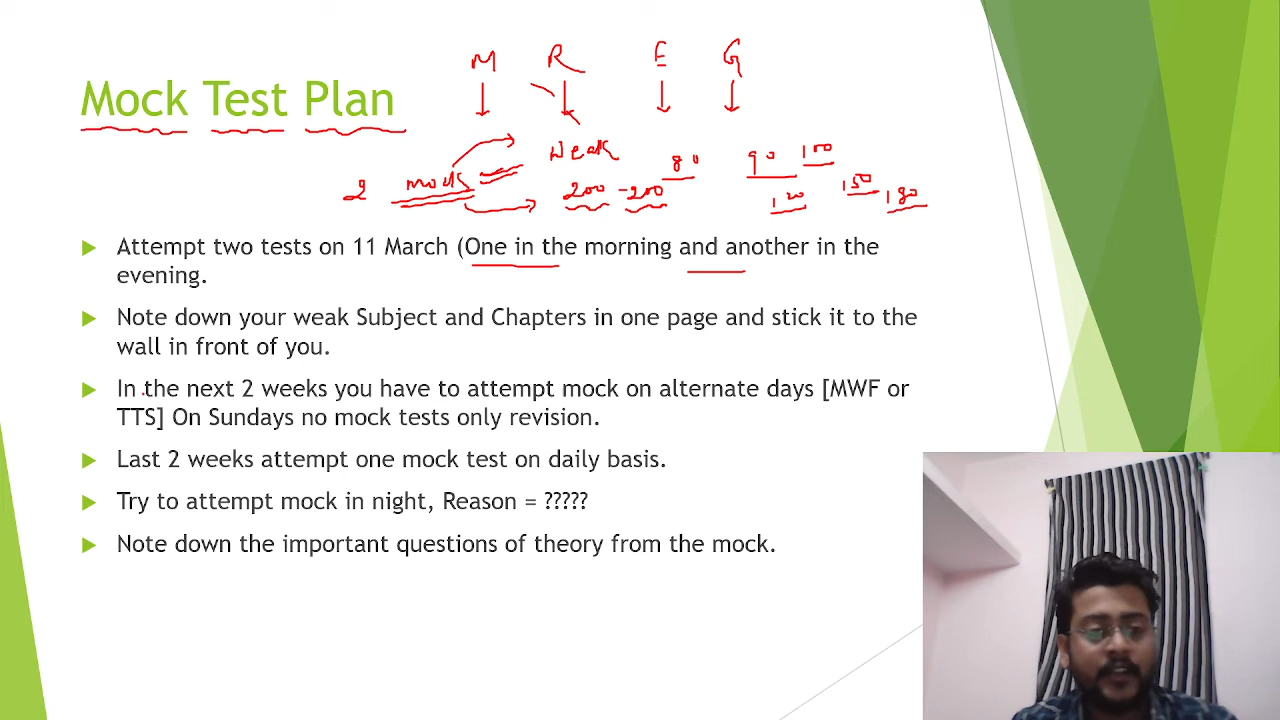 M R E G
Mock Test Plan
Weak
80 90 100
2 mock 200 -200 120 150 180
Attempt two tests on 11 March (One in the morning and another in the
evening.
Note down your weak Subject and Chapters in one page and stick it to the
wall in front of you.
In the next 2 weeks you have to attempt mock on alternate days [MWF or
TTS] On Sundays no mock tests only revision.
Last 2 weeks attempt one mock test on daily basis.
Try to attempt mock in night, Reason = ?????
Note down the important questions of theory from the mock.